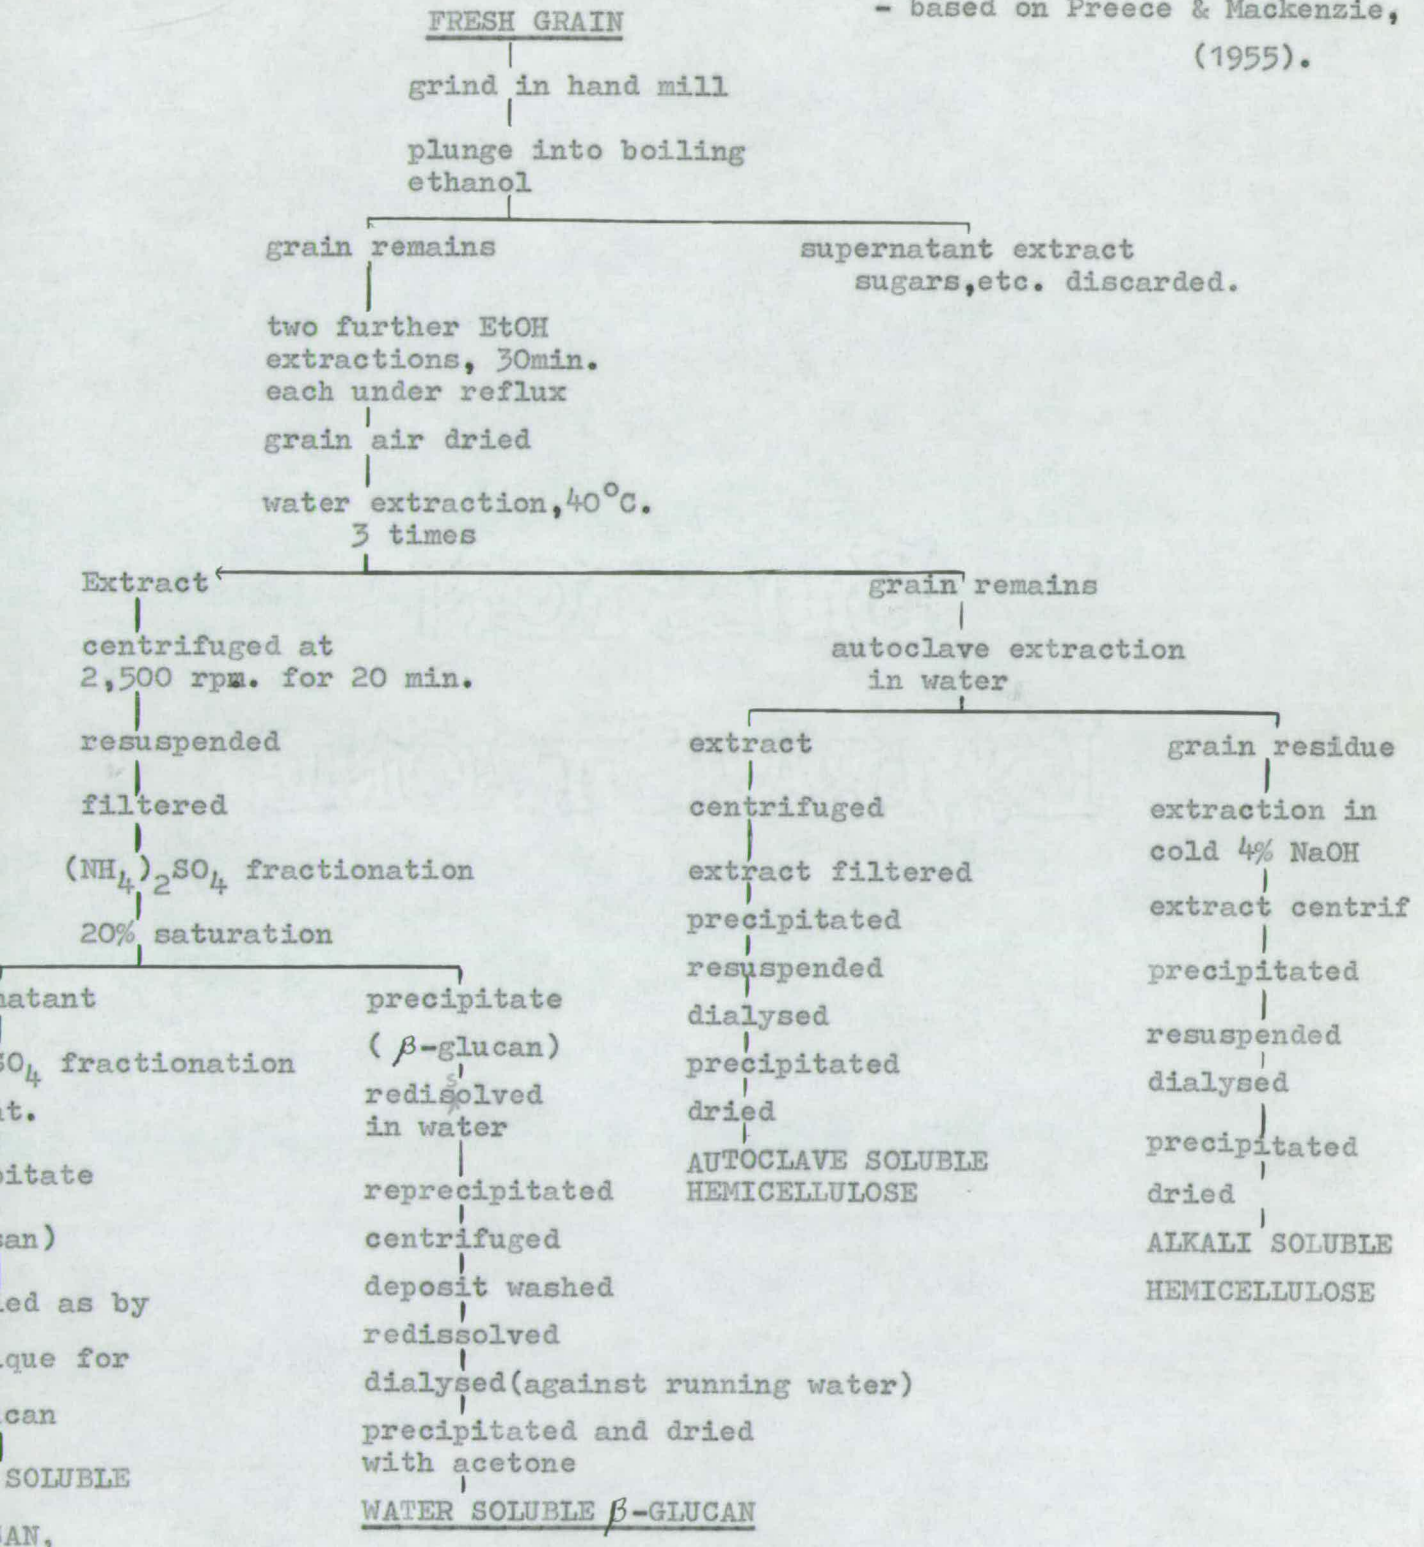 - based on Preece & Mackenzie,
(1955).
FRESH GRAIN
grind in hand mill
plunge into boiling
ethanol
grain remains
supernatant extract
sugars,etc. discarded.
two further EtOH
extractions, 30min.
each under reflux
grain air dried
water extraction,40°C.
3 times
Extract
centrifuged at
2,500 rpm. for 20 min.
resuspended
filtered
(NH4)2SO4 fractionation
20% saturation
natant
SO4 fractionation
at.
pitate
san)
led as by
ique for
can
SOLUBLE
SAN,
precipitate
(β-glucan)
redissolved
in water
reprecipitated
centrifuged
deposit washed
redissolved
dialysed(against running water)
precipitated and dried
with acetone
WATER SOLUBLE β-GLUCAN
grain remains
autoclave extraction
in water
extract
centrifuged
extract filtered
precipitated
resuspended
dialysed
precipitated
dried
AUTOCLAVE SOLUBLE
HEMICELLULOSE
grain residue
extraction in
cold 4% NaOH
extract centrif
precipitated
resuspended
dialysed
precipitated
dried
ALKALI SOLUBLE
HEMICELLULOSE